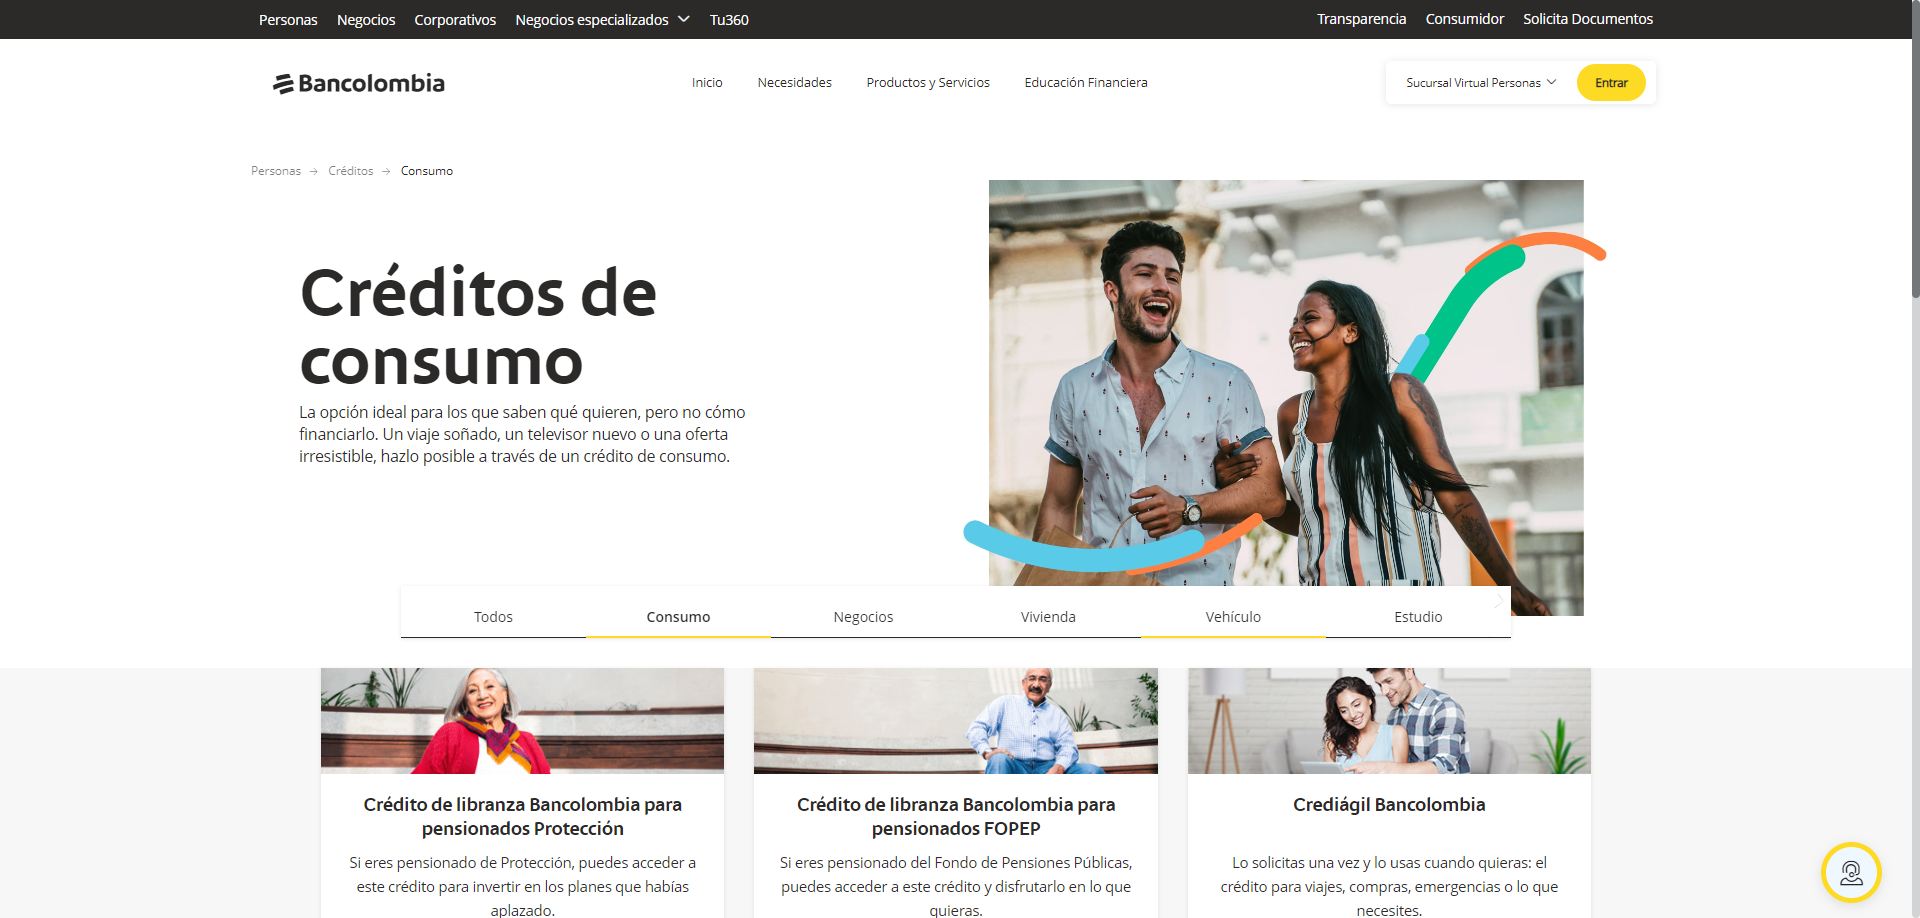 Personas Negocios Corporativos Negocios especializados Tu360 Transparencia Consumidor Solicita Documentos
Bancolombia Inicio Necesidades Productos y Servicios Educación Financiera Sucursal Virtual Personas Entrar
Personas Créditos Consumo
Créditos de
consumo
La opción ideal para los que saben qué quieren, pero no cómo
financiarlo. Un viaje soñado, un televisor nuevo o una oferta
irresistible, hazlo posible a través de un crédito de consumo.
Todos Consumo Negocios Vivienda Vehículo Estudio
Crédito de libranza Bancolombia para
pensionados Protección
Si eres pensionado de Protección, puedes acceder a
este crédito para invertir en los planes que habías
aplazado.
Crédito de libranza Bancolombia para
pensionados FOPEP
Si eres pensionado del Fondo de Pensiones Públicas,
puedes acceder a este crédito y disfrutarlo en lo que
quieras.
Crediágil Bancolombia
Lo solicitas una vez y lo usas cuando quieras: el
crédito para viajes, compras, emergencias o lo que
necesites.